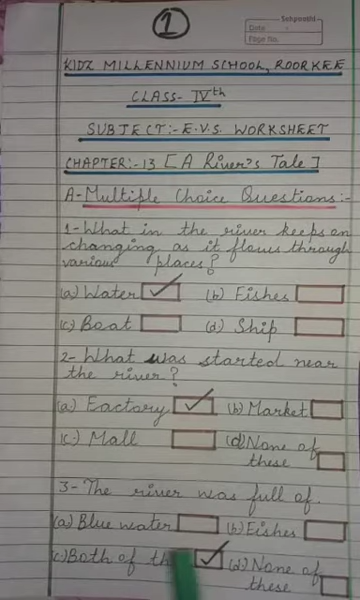 1
Sakpoathi
Date
Page No.
KIDZ MILLENNIUM SCHOOL, ROORKEE
CLASS- IVth
SUBJECT:- E.V.S. WORKSHEET
CHAPTER:-13 [A River's Tale]
A- Multiple Choice Questions:-
1- What in the river keeps on
changing as it flows through
various places?
(a) Water ✓ (b) Fishes
(c) Boat (d) Ship
2- What was started near
the river?
(a) Factory ✓ (b) Market
(c) Mall (d) None of
these
3- The river was full of.
(a) Blue water (b) Fishes
(c) Both of ✓ (d) None of
these